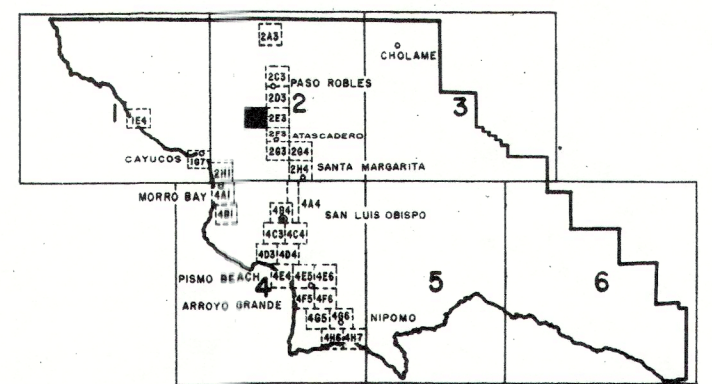 2A3
CHOLAME
2C3
PASO ROBLES
2D3
1
2
3
1E4
2E3
2F3
ATASCADERO
2G3 2G4
CAYUCOS
1G7
2H4
SANTA MARGARITA
2H1
MORRO BAY
4A1
4A4
4B1
4B4
SAN LUIS OBISPO
4C3 4C4
4D3 4D4
PISMO BEACH
4
4E4 4E5 4E6
5
6
ARROYO GRANDE
4F5 4F6
4G5 4G6
NIPOMO
4H6 4H7